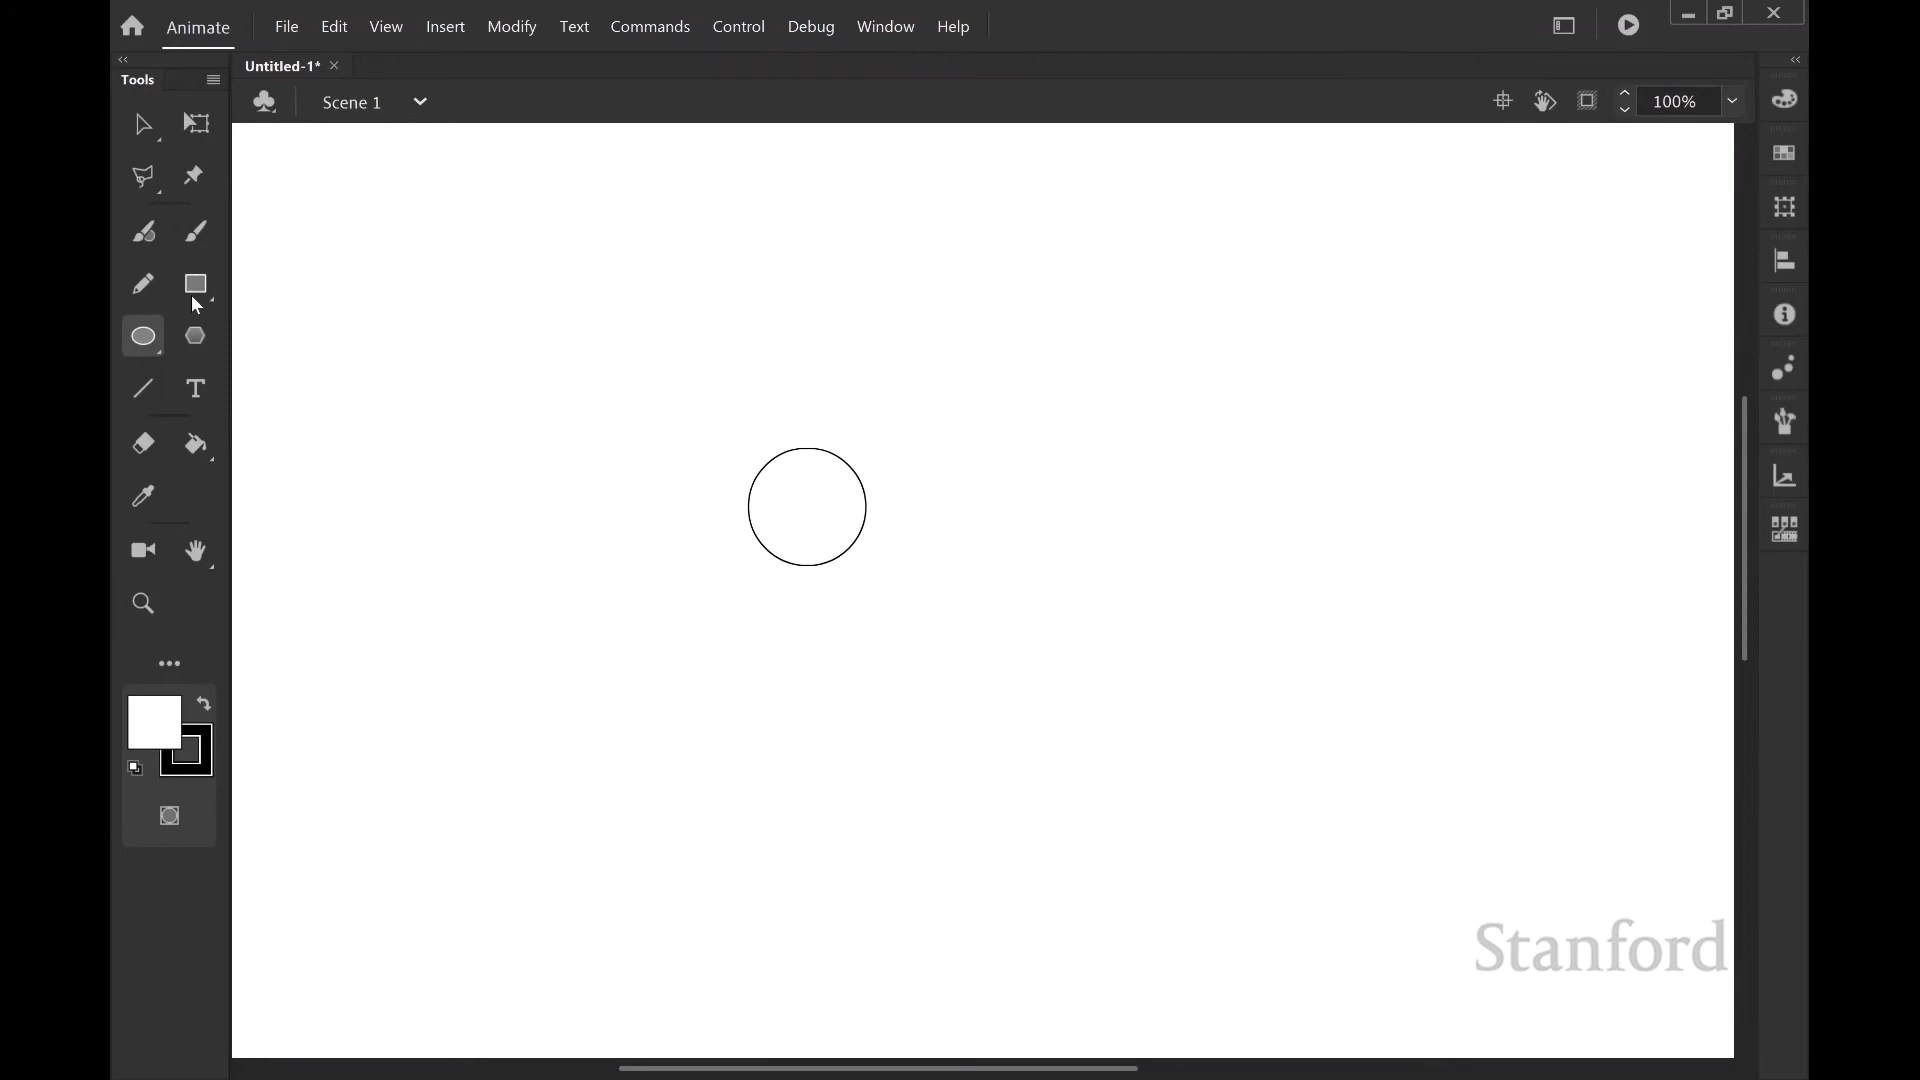 Animate
File
Edit
View
Insert
Modify
Text
Commands
Control
Debug
Window
Help
Tools
Untitled-1*
Scene 1
100%
T
Stanford